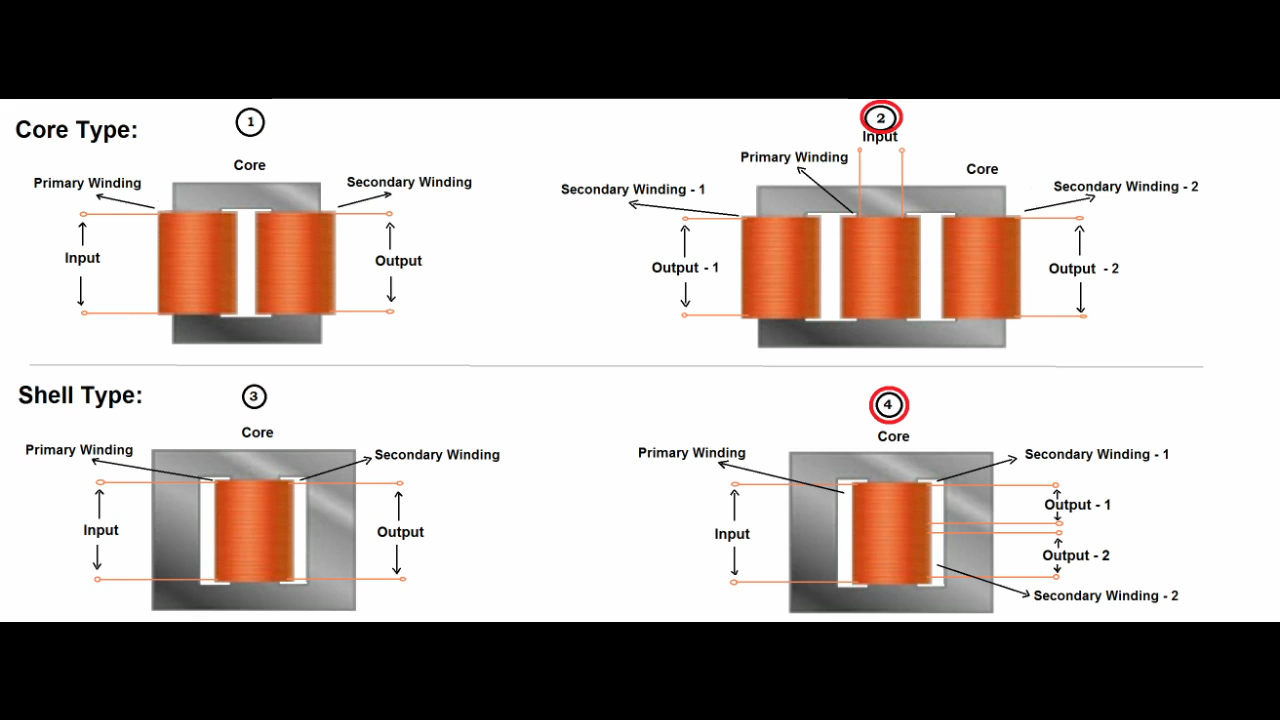 Core Type:
1
Core
Primary Winding
Secondary Winding
Input
Output
2
Input
Primary Winding
Core
Secondary Winding - 1
Secondary Winding - 2
Output - 1
Output - 2
Shell Type:
3
Core
Primary Winding
Secondary Winding
Input
Output
4
Core
Primary Winding
Secondary Winding - 1
Input
Output - 1
Output - 2
Secondary Winding - 2